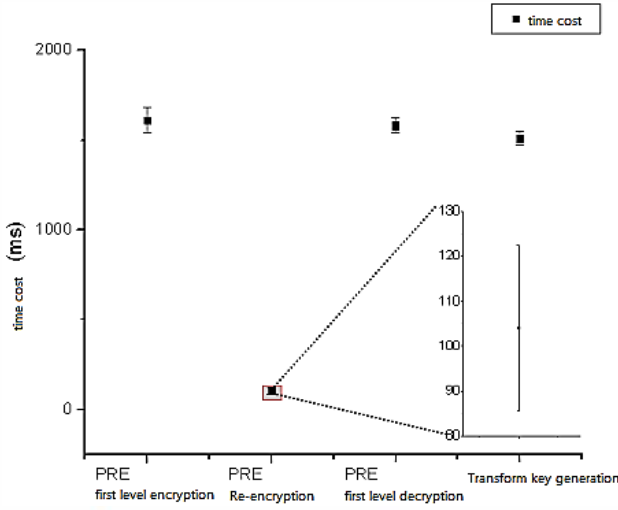 time cost
2000
1000
0
time cost (ms)
130
120
110
100
90
80
PRE
first level encryption
PRE
Re-encryption
PRE
first level decryption
Transform key generation